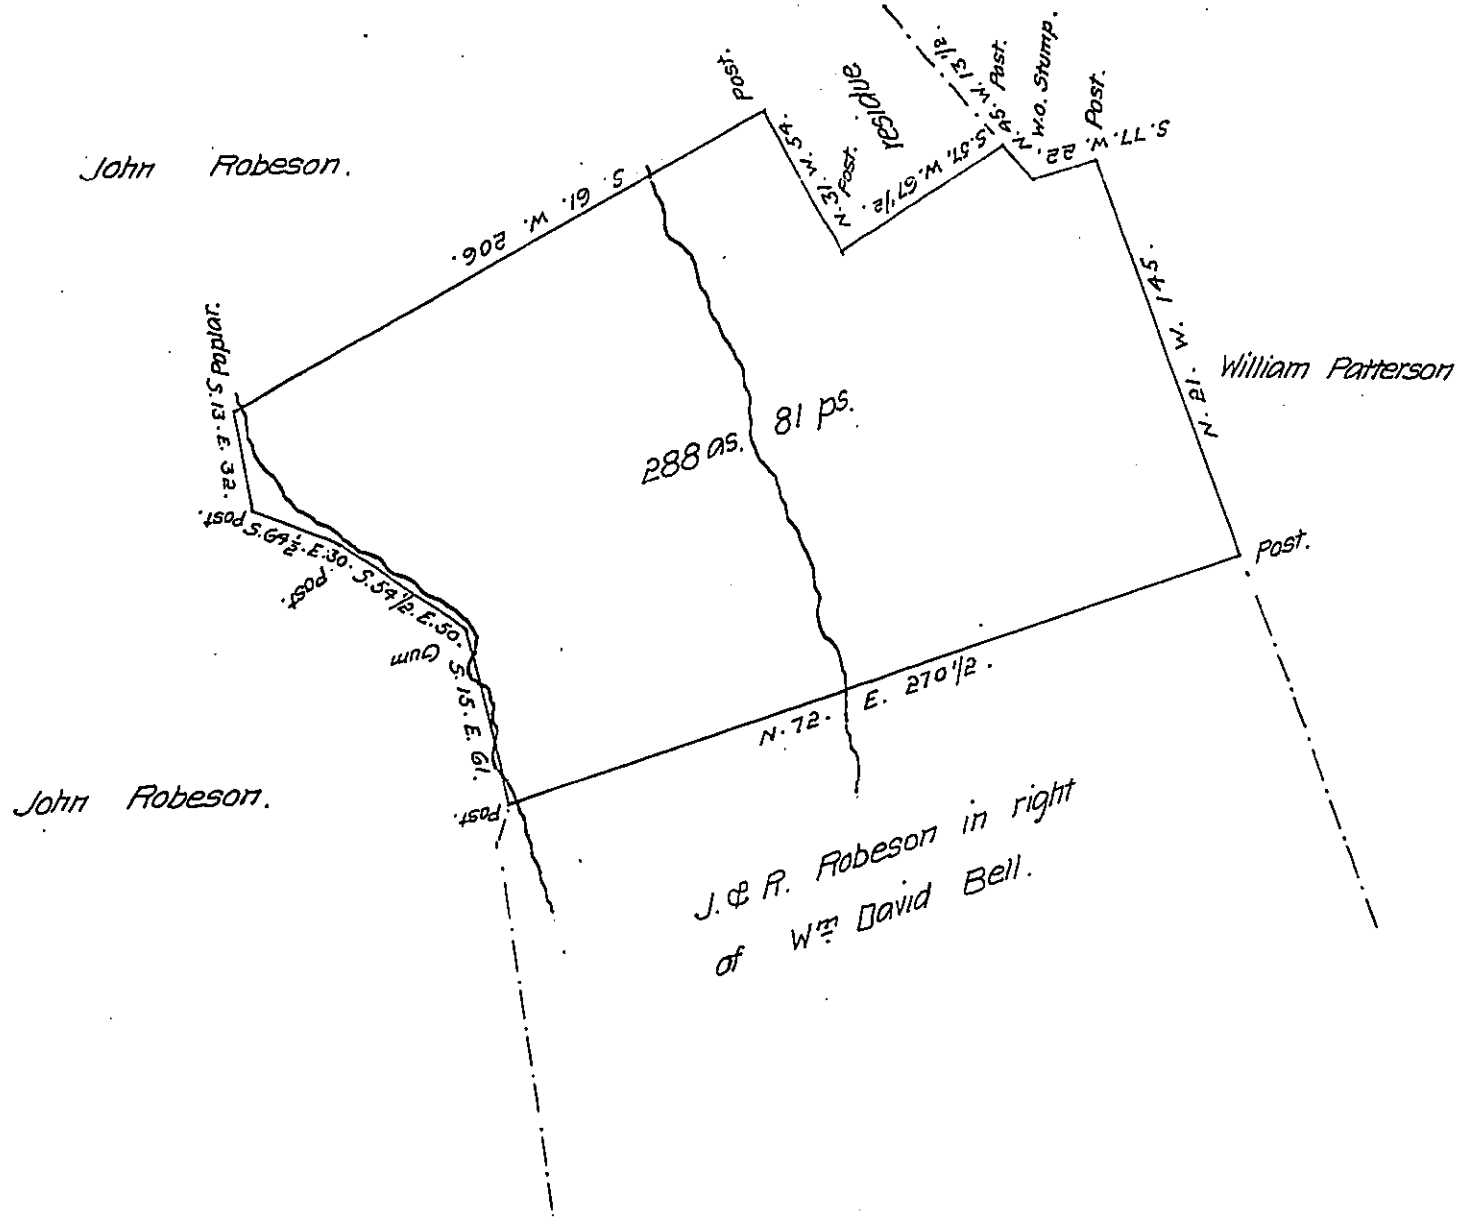 John Robeson.
S. 61. W. 206.
Post.
N. 31. W. 54.
Post.
residue
S. 57. W. 67 1/2.
N. 45. W. 13 1/2.
Post.
W.O. Stump.
S. 77. W. 22.
Post.
N. 21. W. 145.
William Patterson
Post.
poplar.
S. 13. E. 32.
Post.
S. 64 1/2. E. 30.
Post.
S. 54 1/2. E. 50.
Gum
S. 15. E. 61.
Post.
288 as. 81 ps.
N. 72. E. 270 1/2.
John Robeson.
J. & R. Robeson in right
of Wm David Bell.